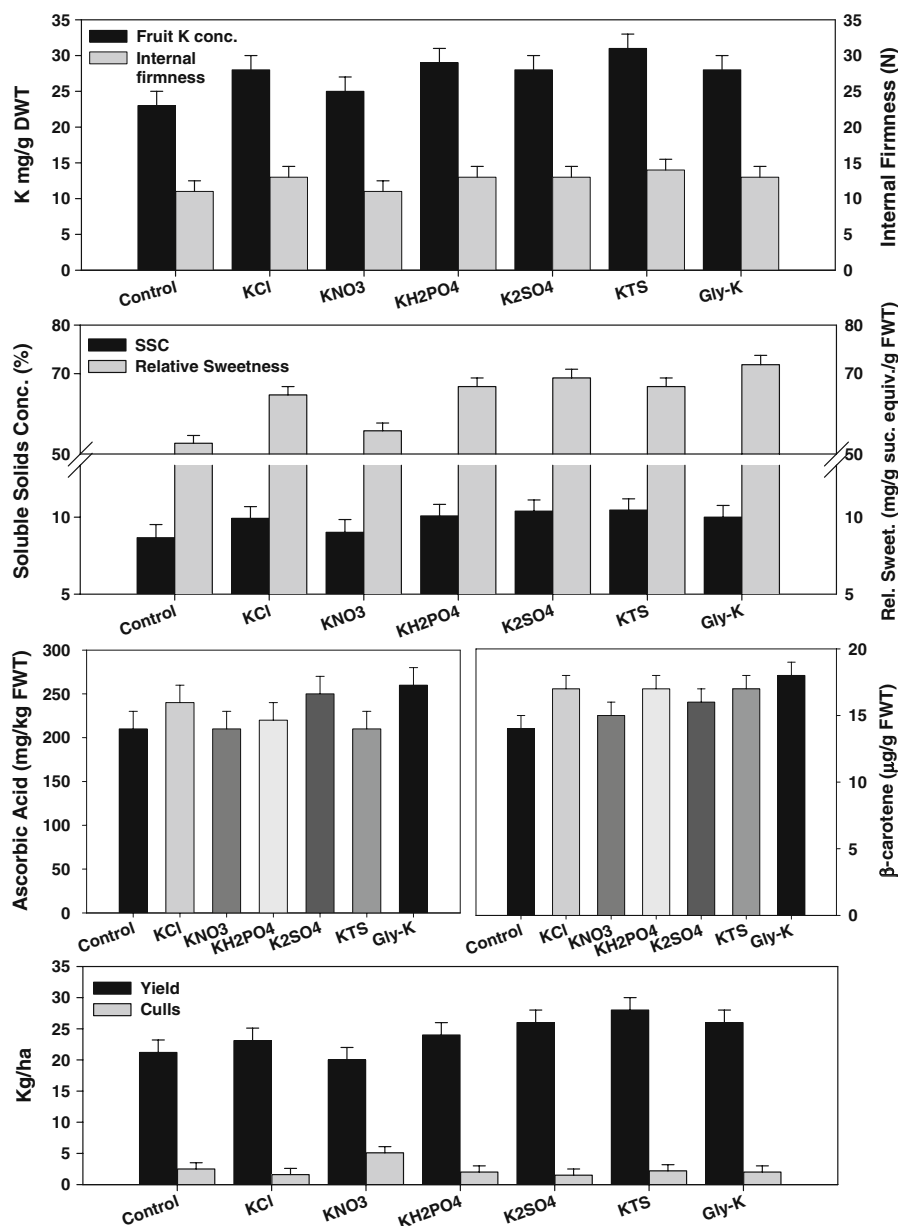 35
30
25
20
15
10
5
0
K mg/g DWT
Fruit K conc.
Internal
firmness
35
30
25
20
15
10
5
0
Internal Firmness (N)
Control
KCl
KNO3
KH2PO4
K2SO4
KTS
Gly-K
80
70
50
10
5
Soluble Solids Conc. (%)
SSC
Relative Sweetness
80
70
50
10
5
Rel. Sweet. (mg/g suc. equiv./g FWT)
Control
KCl
KNO3
KH2PO4
K2SO4
KTS
Gly-K
300
250
200
150
100
50
0
Ascorbic Acid (mg/kg FWT)
Control
KCl
KNO3
KH2PO4
K2SO4
KTS
Gly-K
20
15
10
5
0
β-carotene (µg/g FWT)
Control
KCl
KNO3
KH2PO4
K2SO4
KTS
Gly-K
35
30
25
20
15
10
5
0
Kg/ha
Yield
Culls
Control
KCl
KNO3
KH2PO4
K2SO4
KTS
Gly-K